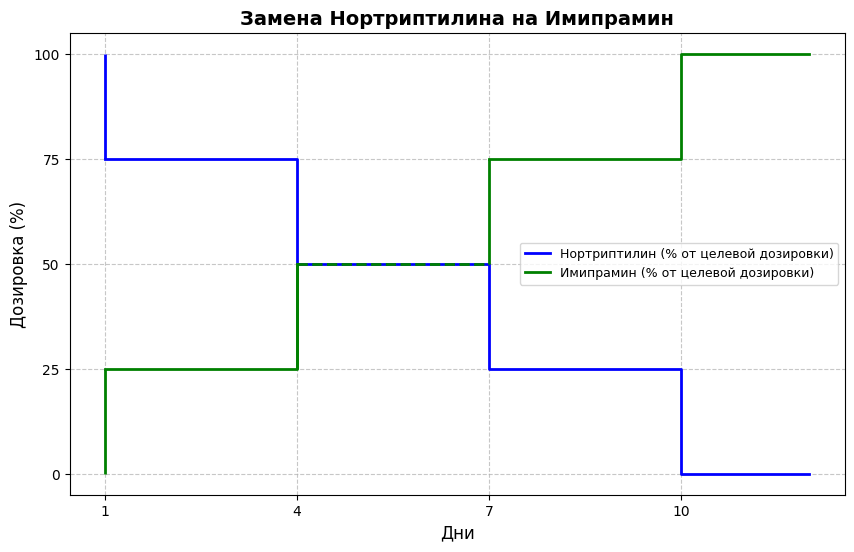 Замена Нортриптилина на Имипрамин
Дозировка (%)
100
75
50
25
0
Нортриптилин (% от целевой дозировки)
Имипрамин (% от целевой дозировки)
1 4 7 10
Дни